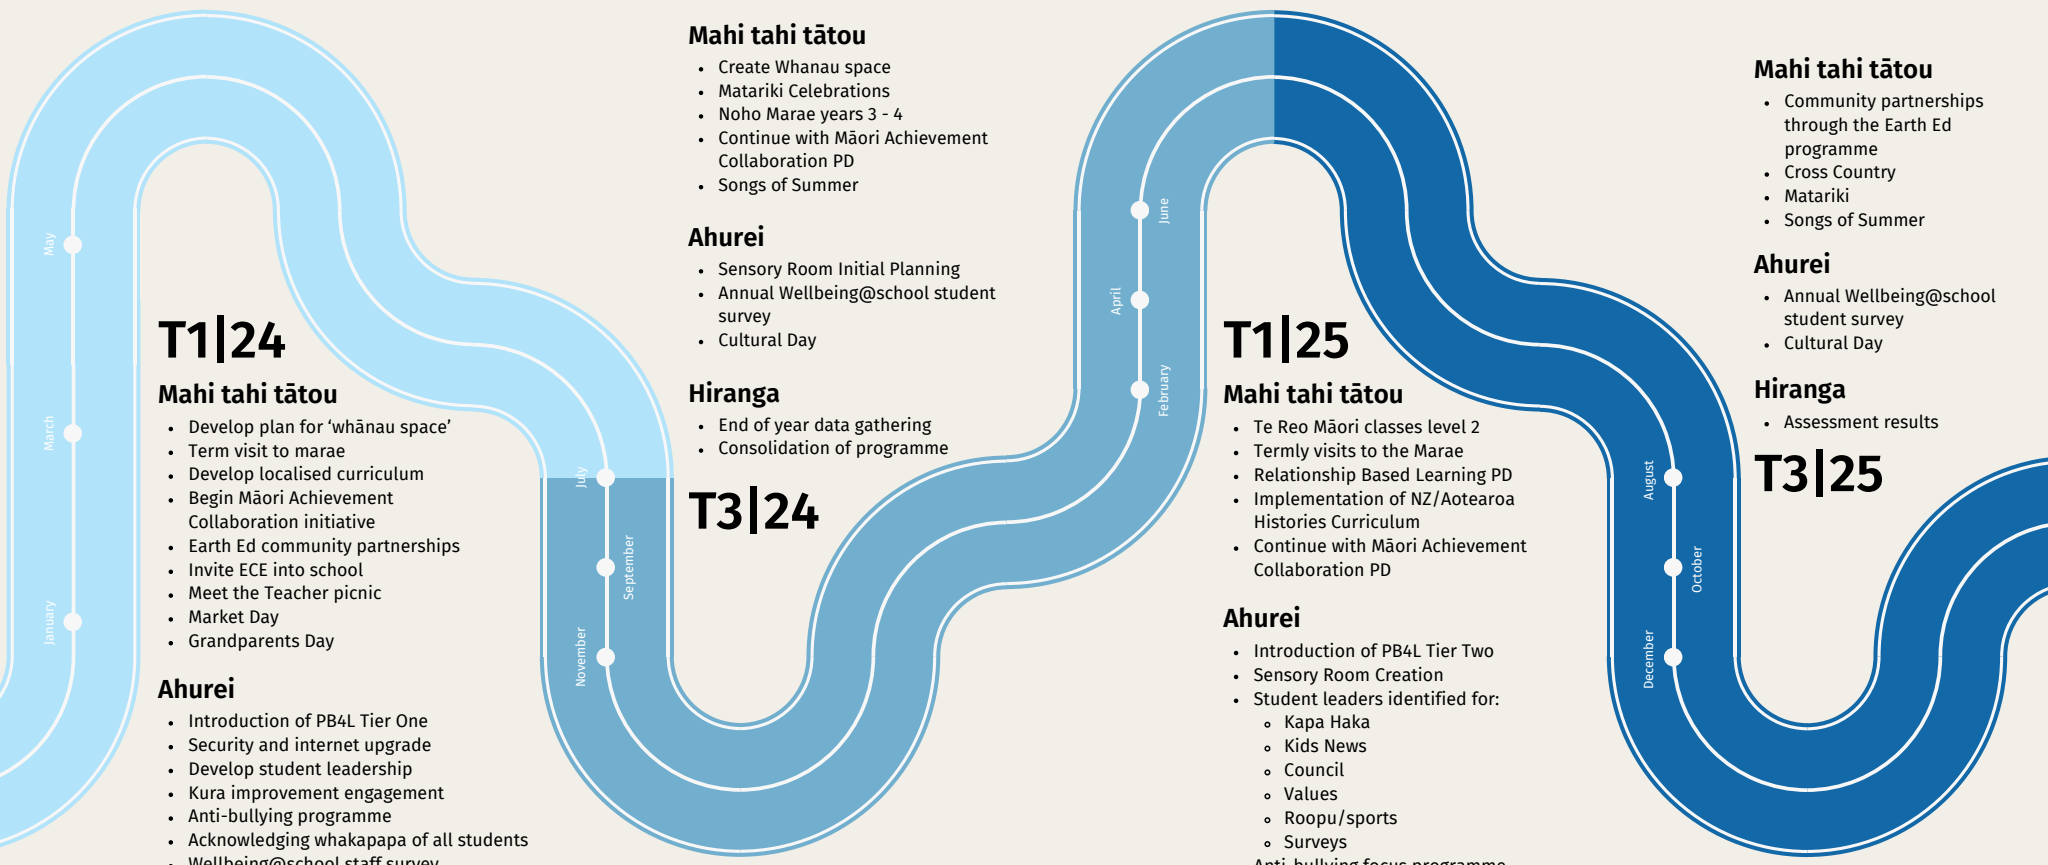 May
March
January
T1|24
Mahi tahi tātou
• Develop plan for ‘whānau space’
• Term visit to marae
• Develop localised curriculum
• Begin Māori Achievement
Collaboration initiative
• Earth Ed community partnerships
• Invite ECE into school
• Meet the Teacher picnic
• Market Day
• Grandparents Day
Ahurei
• Introduction of PB4L Tier One
• Security and internet upgrade
• Develop student leadership
• Kura improvement engagement
• Anti-bullying programme
• Acknowledging whakapapa of all students
• Wellbeing@school staff survey
July
September
November
Mahi tahi tātou
• Create Whanau space
• Matariki Celebrations
• Noho Marae years 3 - 4
• Continue with Māori Achievement
Collaboration PD
• Songs of Summer
Ahurei
• Sensory Room Initial Planning
• Annual Wellbeing@school student
survey
• Cultural Day
Hiranga
• End of year data gathering
• Consolidation of programme
T3|24
June
April
February
T1|25
Mahi tahi tātou
• Te Reo Māori classes level 2
• Termly visits to the Marae
• Relationship Based Learning PD
• Implementation of NZ/Aotearoa
Histories Curriculum
• Continue with Māori Achievement
Collaboration PD
Ahurei
• Introduction of PB4L Tier Two
• Sensory Room Creation
• Student leaders identified for:
◦ Kapa Haka
◦ Kids News
◦ Council
◦ Values
◦ Roopu/sports
◦ Surveys
Anti-bullying focus programme
August
October
December
Mahi tahi tātou
• Community partnerships
through the Earth Ed
programme
• Cross Country
• Matariki
• Songs of Summer
Ahurei
• Annual Wellbeing@school
student survey
• Cultural Day
Hiranga
• Assessment results
T3|25